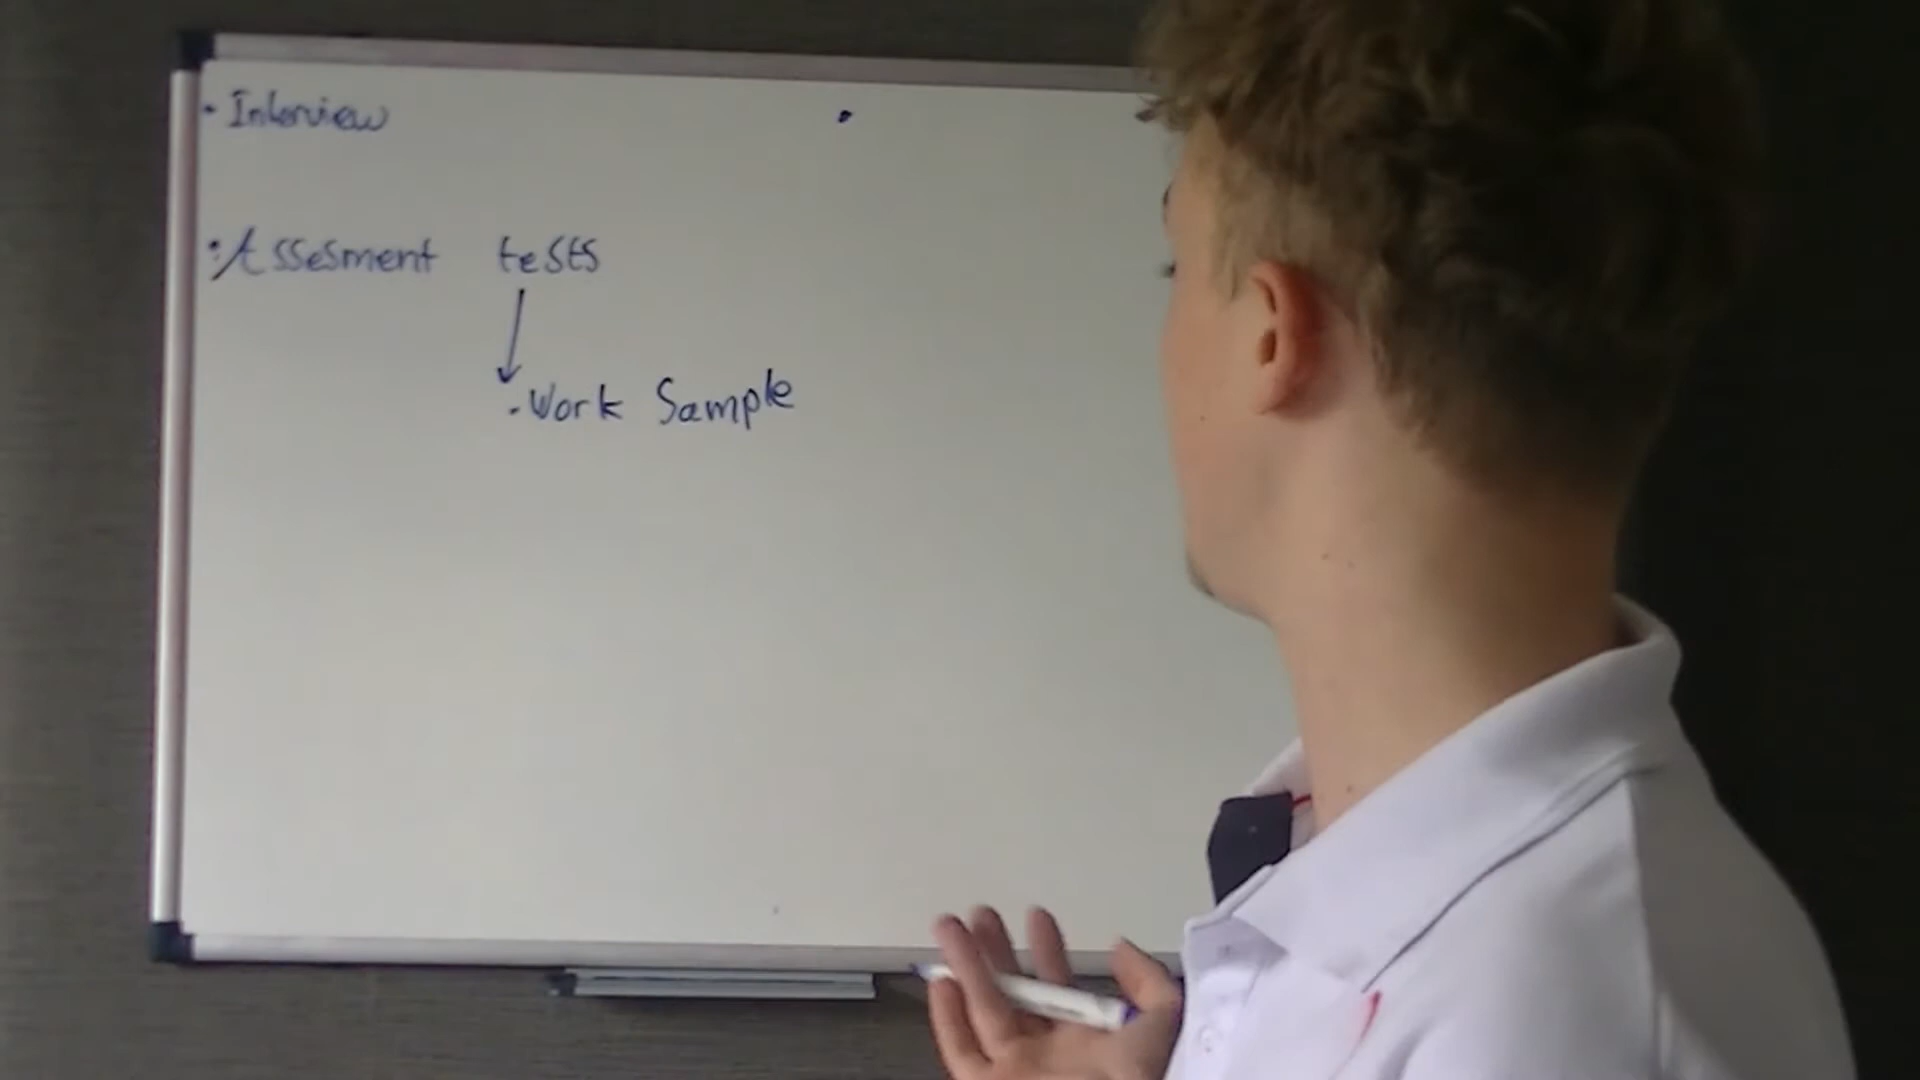 • Interview
• Assesment tests
• Work Sample